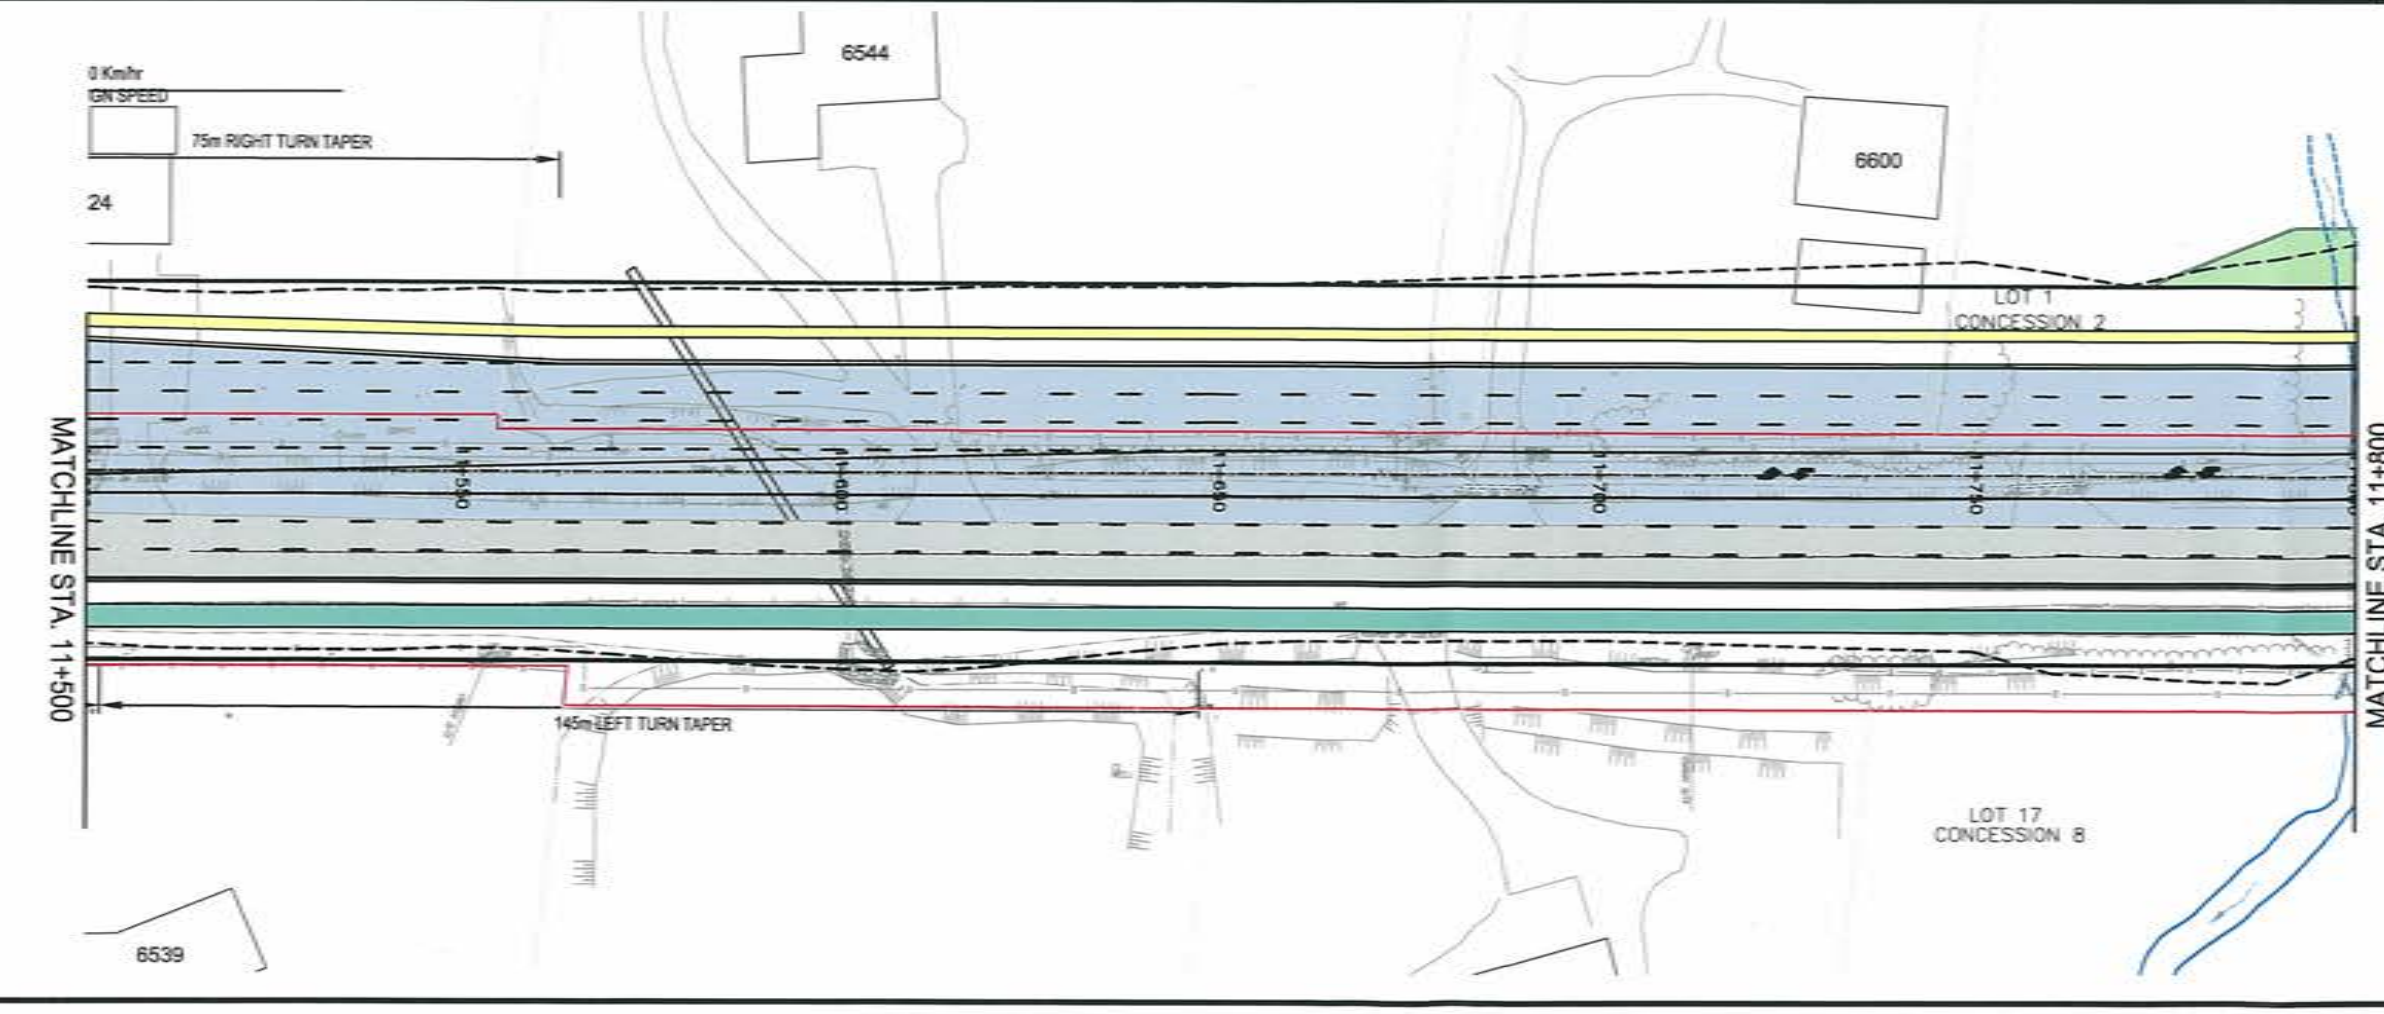 0 Km/hr
GN SPEED
75m RIGHT TURN TAPER
24
6544
6600
LOT 1
CONCESSION 2
MATCHLINE STA. 11+500
11+550
11+600
11+650
11+700
11+750
MATCHLINE STA. 11+800
145m LEFT TURN TAPER
LOT 17
CONCESSION 8
6539